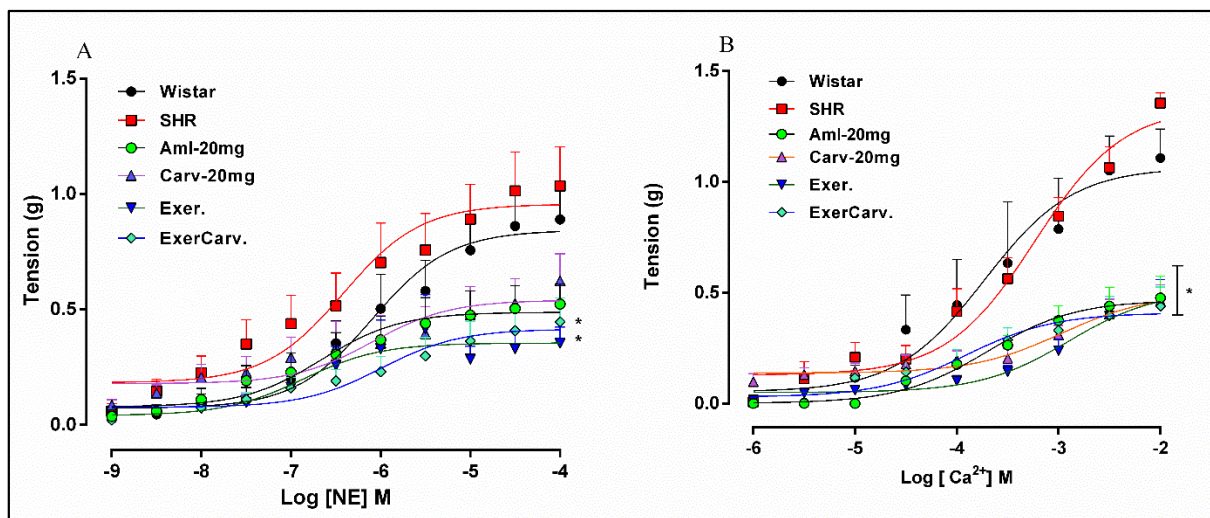 A
Wistar
SHR
Aml-20mg
Carv-20mg
Exer.
ExerCarv.
Tension (g)
1.5
1.0
0.5
0.0
*
*
-9
-8
-7
-6
-5
-4
Log [NE] M
B
Wistar
SHR
Aml-20mg
Carv-20mg
Exer.
ExerCarv.
Tension (g)
1.5
1.0
0.5
0.0
*
-6
-5
-4
-3
-2
Log [ Ca²⁺] M